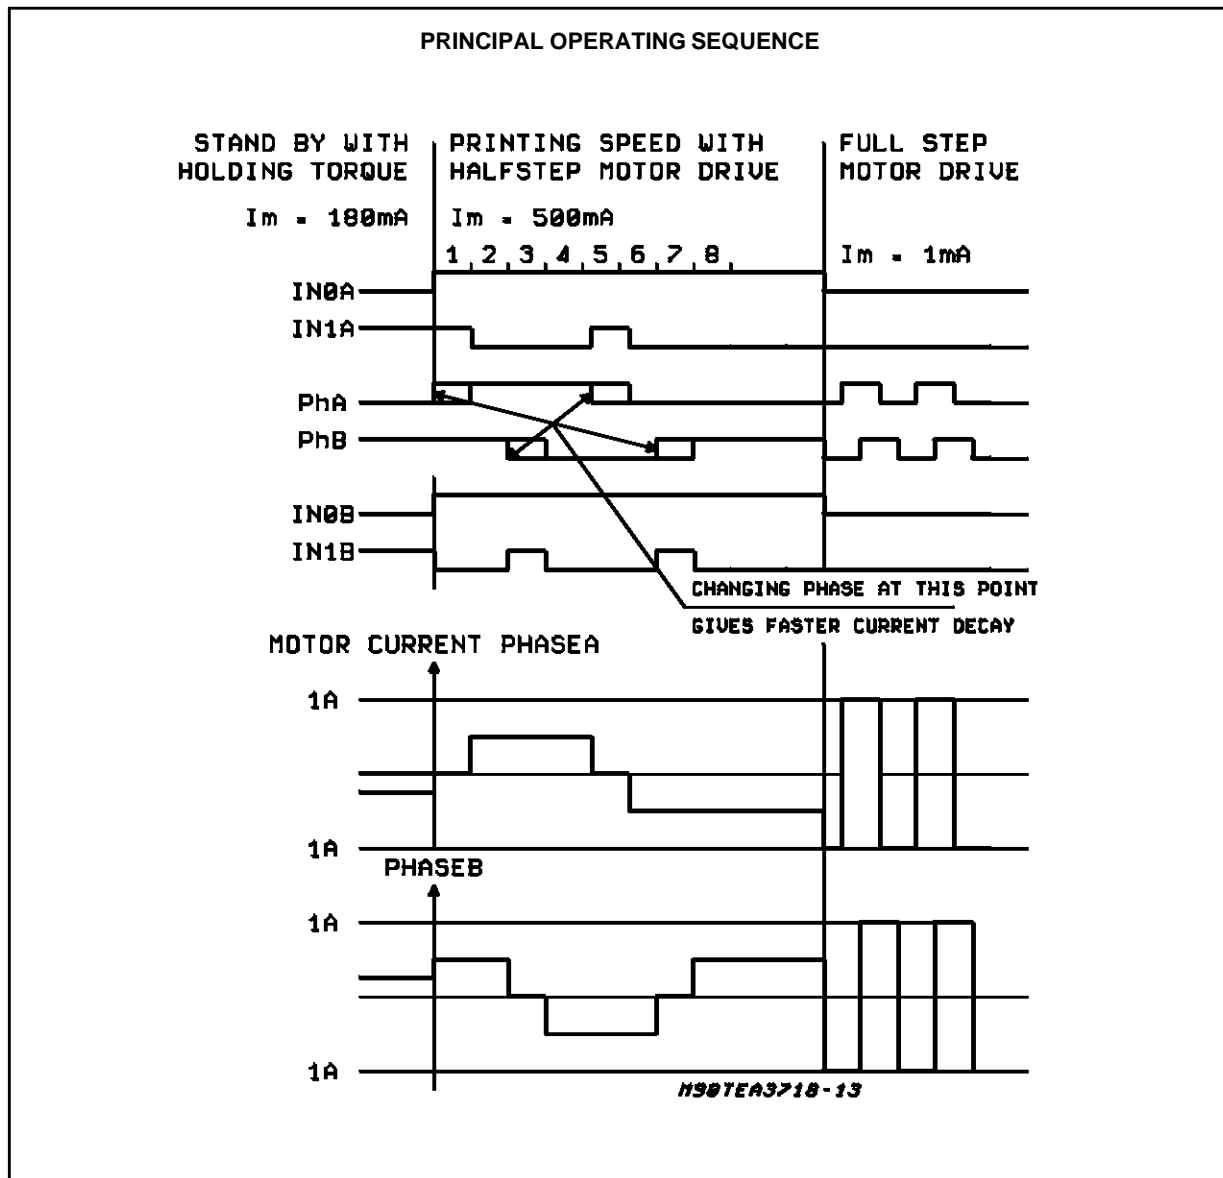 PRINCIPAL OPERATING SEQUENCE
STAND BY WITH
HOLDING TORQUE
Im = 180mA
PRINTING SPEED WITH
HALFSTEP MOTOR DRIVE
Im = 500mA
FULL STEP
MOTOR DRIVE
Im = 1mA
1 2 3 4 5 6 7 8
IN0A
IN1A
PhA
PhB
IN0B
IN1B
CHANGING PHASE AT THIS POINT
GIVES FASTER CURRENT DECAY
MOTOR CURRENT PHASEA
1A
1A
PHASEB
1A
1A
M90TEA3718-13